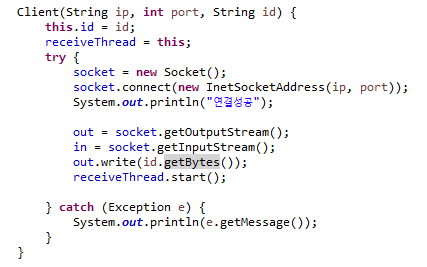 Client(String ip, int port, String id) {
this.id = id;
receiveThread = this;
try {
socket = new Socket();
socket.connect(new InetSocketAddress(ip, port));
System.out.println("연결성공");
out = socket.getOutputStream();
in = socket.getInputStream();
out.write(id.getBytes());
receiveThread.start();
} catch (Exception e) {
System.out.println(e.getMessage());
}
}